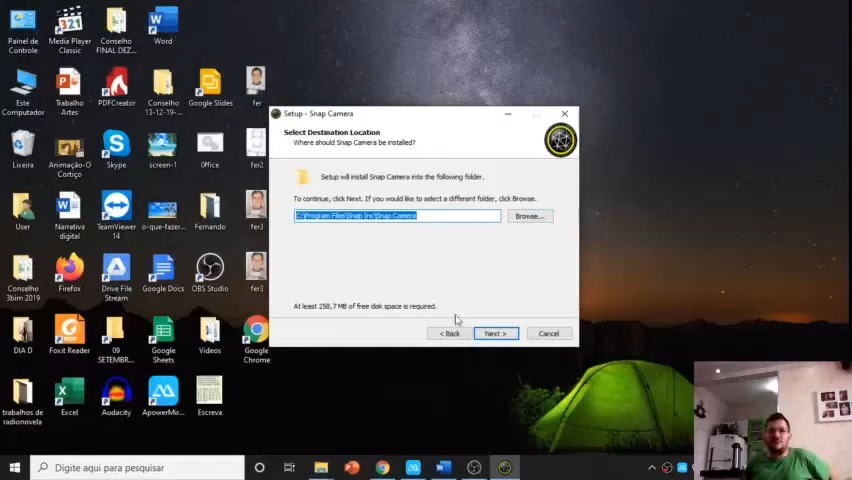 Painel de
Controle
Media Player
Classic
Conselho
FINAL DEZ...
Word
Este
Computador
Trabalho
Artes
PDFCreator
Conselho
13-12-19-...
Google Slides
fer
Lixeira
Animação-O
Cortiço
Skype
screen-1
Office
fer2
User
Narrativa
digital
TeamViewer
14
o-que-fazer...
Fernando
fer3
Conselho
3bim 2019
Firefox
Drive File
Stream
Google Docs
OBS Studio
fer3
DIA D
Foxit Reader
09
SETEMBR...
Google
Sheets
Videos
Google
Chrome
trabalhos de
radionovela
Excel
Audacity
ApowerMir...
Escreva
Setup - Snap Camera
Select Destination Location
Where should Snap Camera be installed?
Setup will install Snap Camera into the following folder.
To continue, click Next. If you would like to select a different folder, click Browse.
C:\Program Files\Snap Inc\Snap Camera
Browse...
At least 258,7 MB of free disk space is required.
< Back
Next >
Cancel
Digite aqui para pesquisar